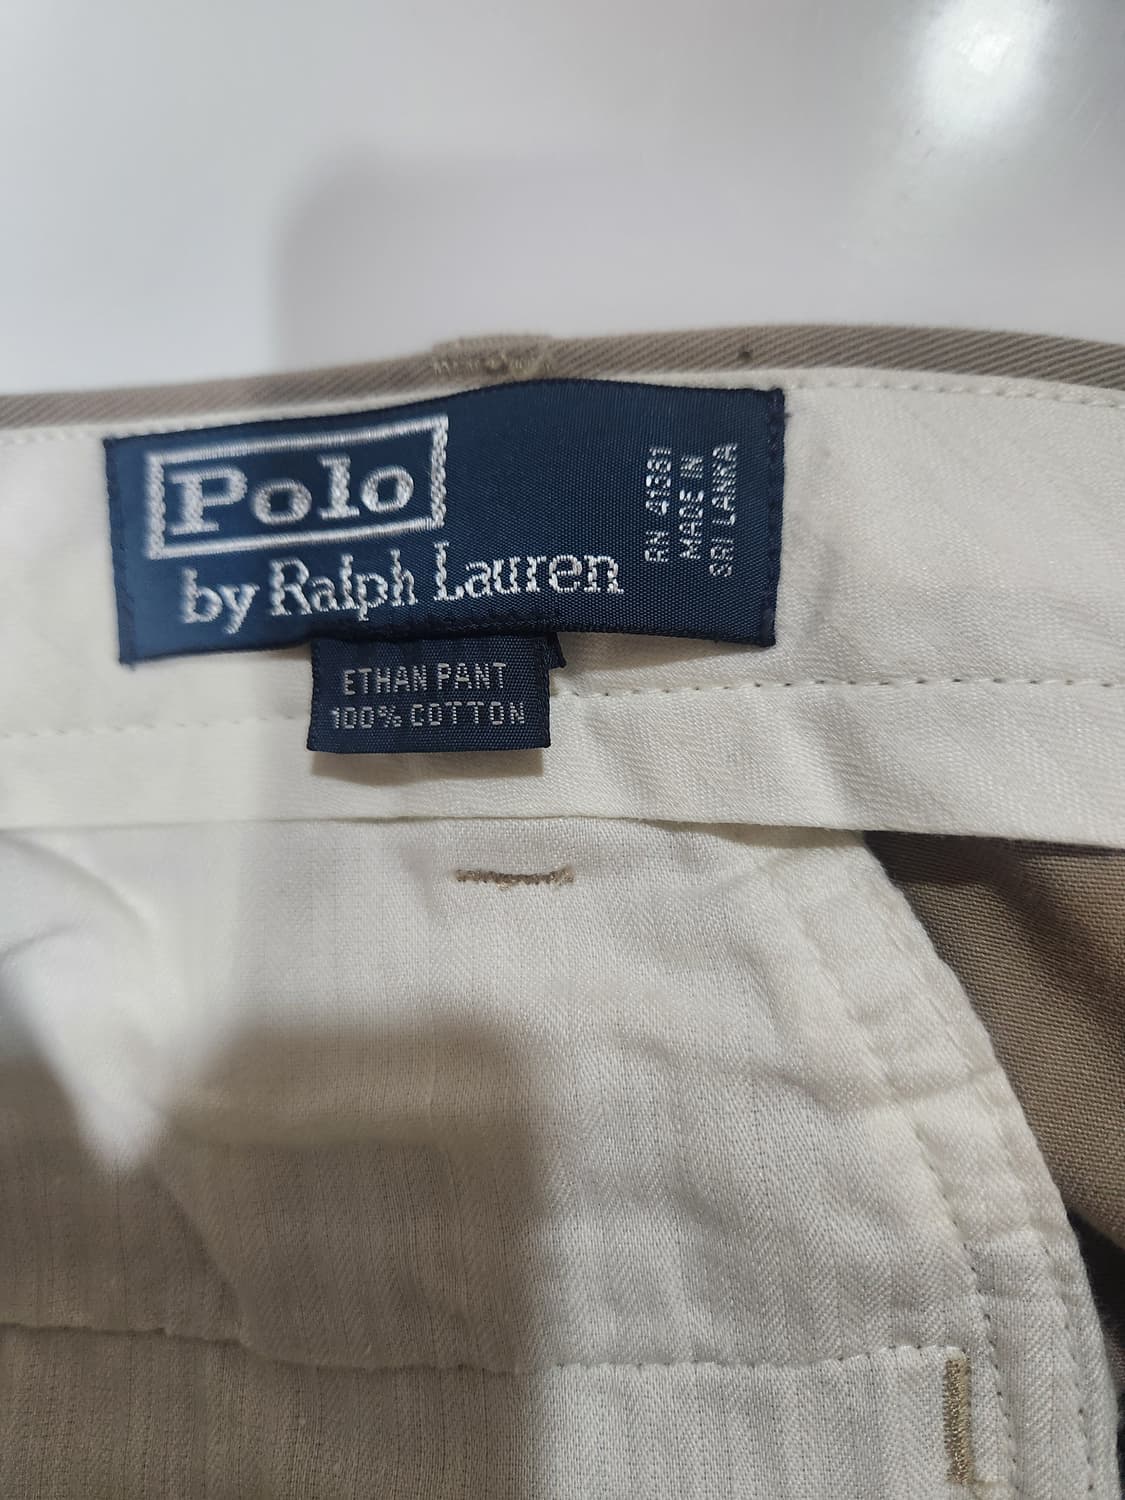 Polo
by Ralph Lauren
RN 41381
MADE IN
SRI LANKA
ETHAN PANT
100% COTTON